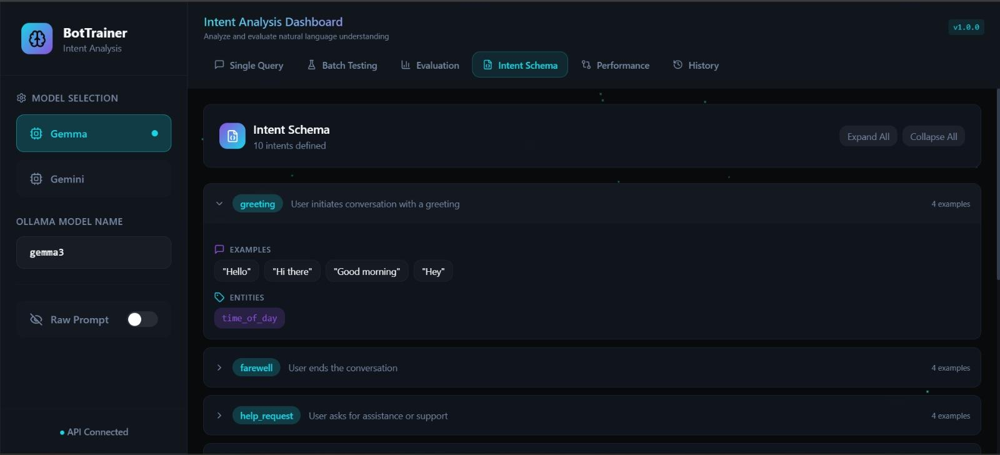 BotTrainer
Intent Analysis
MODEL SELECTION
Gemma
Gemini
OLLAMA MODEL NAME
gemma3
Raw Prompt
API Connected
Intent Analysis Dashboard
Analyze and evaluate natural language understanding
v1.0.0
Single Query Batch Testing Evaluation Intent Schema Performance History
Intent Schema
10 intents defined
Expand All Collapse All
greeting User initiates conversation with a greeting 4 examples
EXAMPLES
"Hello" "Hi there" "Good morning" "Hey"
ENTITIES
time_of_day
farewell User ends the conversation 4 examples
help_request User asks for assistance or support 4 examples